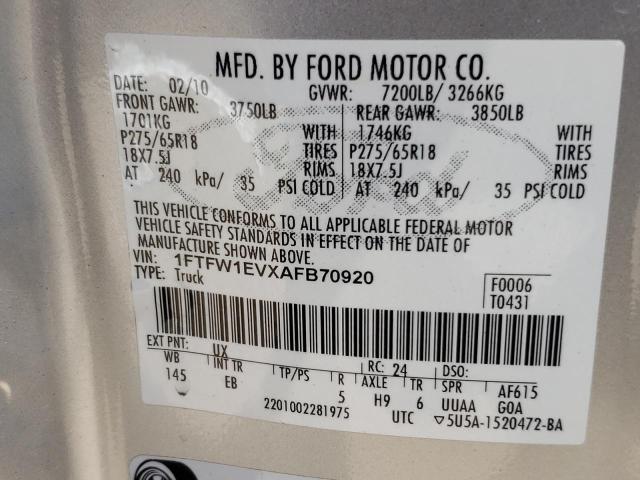 MFD. BY FORD MOTOR CO.
DATE: 02/10 GVWR: 7200LB/ 3266KG
FRONT GAWR: 3750LB REAR GAWR: 3850LB
1701KG WITH 1746KG WITH
P275/65R18 TIRES P275/65R18 TIRES
18X7.5J RIMS 18X7.5J RIMS
AT 240 kPa/ 35 PSI COLD AT 240 kPa/ 35 PSI COLD
THIS VEHICLE CONFORMS TO ALL APPLICABLE FEDERAL MOTOR
VEHICLE SAFETY STANDARDS IN EFFECT ON THE DATE OF
MANUFACTURE SHOWN ABOVE.
VIN: 1FTFW1EVXAFB70920
TYPE: Truck F0006
T0431
EXT PNT: UX RC: 24 DSO:
WB INT TR TP/PS R AXLE TR SPR AF615
145 EB 5 H9 6 UUAA GOA
2201002281975 UTC ▽5U5A-1520472-BA
Ford